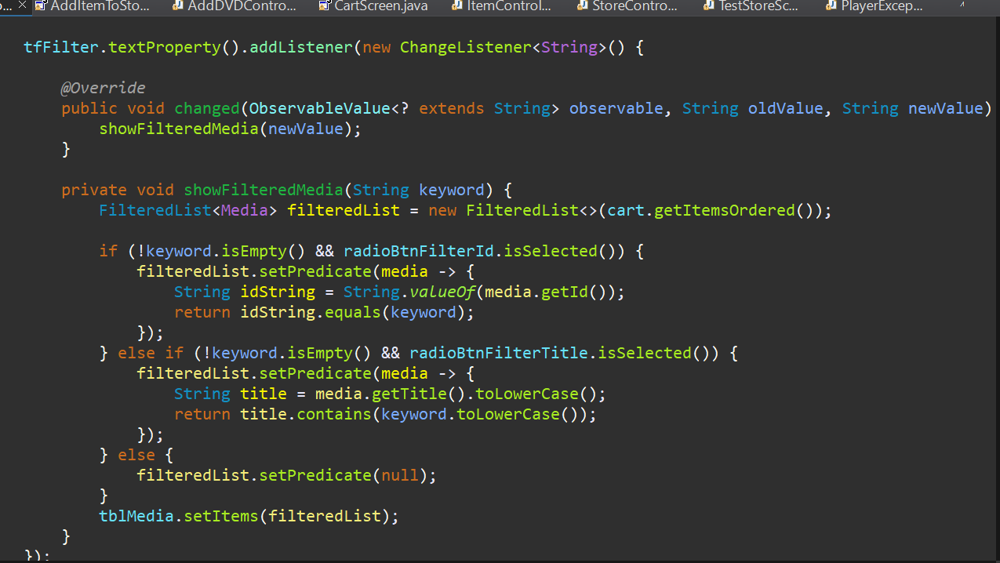 ... AddItemToSto... AddDVDContro... CartScreen.java ItemControl... StoreContro... TestStoreSc... PlayerExcep...
tfFilter.textProperty().addListener(new ChangeListener<String>() {
@Override
public void changed(ObservableValue<? extends String> observable, String oldValue, String newValue)
showFilteredMedia(newValue);
}
private void showFilteredMedia(String keyword) {
FilteredList<Media> filteredList = new FilteredList<>(cart.getItemsOrdered());
if (!keyword.isEmpty() && radioBtnFilterId.isSelected()) {
filteredList.setPredicate(media -> {
String idString = String.valueOf(media.getId());
return idString.equals(keyword);
});
} else if (!keyword.isEmpty() && radioBtnFilterTitle.isSelected()) {
filteredList.setPredicate(media -> {
String title = media.getTitle().toLowerCase();
return title.contains(keyword.toLowerCase());
});
} else {
filteredList.setPredicate(null);
}
tblMedia.setItems(filteredList);
}
});